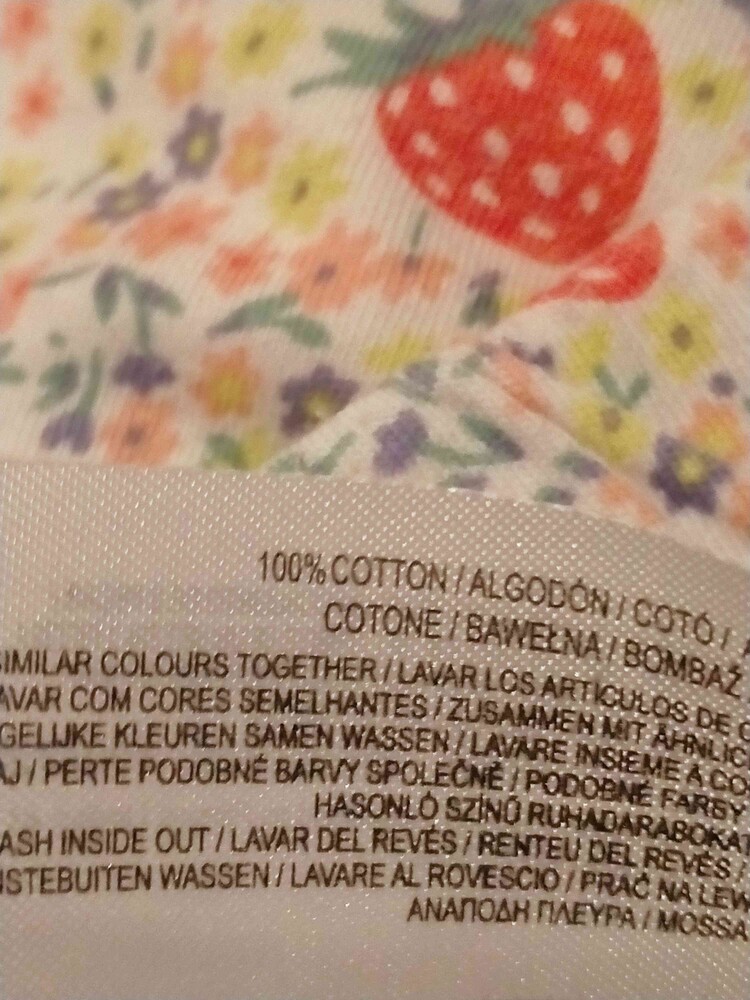 100% COTTON / ALGODÓN / COTÓ /
COTONE / BAWEŁNA / BOMBAŽ
SIMILAR COLOURS TOGETHER / LAVAR LOS ARTICULOS DE C
AVAR COM CORES SEMELHANTES / ZUSAMMEN MIT ÄHNLIC
GELIJKE KLEUREN SAMEN WASSEN / LAVARE INSIEME A CO
AJ / PERTE PODOBNÉ BARVY SPOLEČNĚ / PODOBNÉ FARBY
HASONLÓ SZÍNŰ RUHADARABOKAT
ASH INSIDE OUT / LAVAR DEL REVÉS / RENTEU DEL REVÉS /
NSTEBUITEN WASSEN / LAVARE AL ROVESCIO / PRAĆ NA LEW
ΑΝΑΠΟΔΗ ΠΛΕΥΡΑ / MOSSA